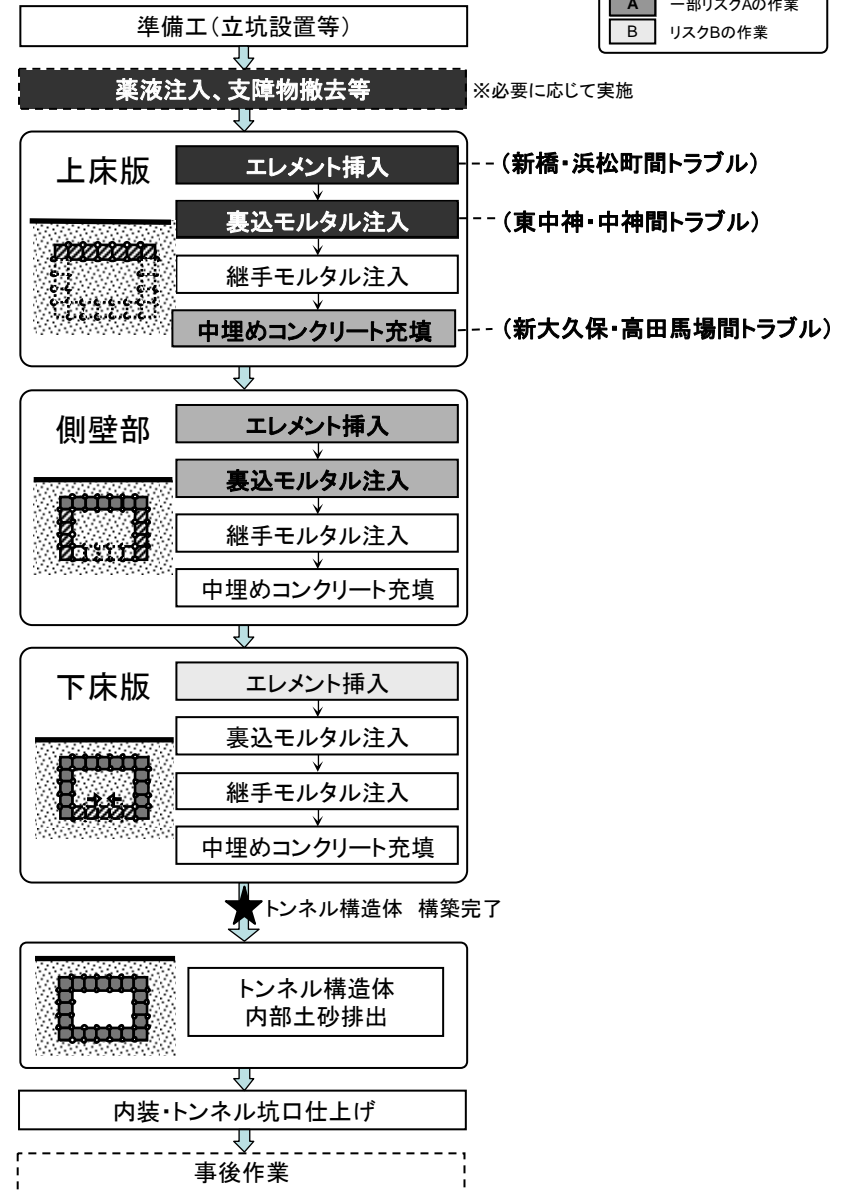 A 一部リスクAの作業
B リスクBの作業
準備工(立坑設置等)
薬液注入、支障物撤去等
※必要に応じて実施
上床版
エレメント挿入
(新橋・浜松町間トラブル)
裏込モルタル注入
(東中神・中神間トラブル)
継手モルタル注入
中埋めコンクリート充填
(新大久保・高田馬場間トラブル)
側壁部
エレメント挿入
裏込モルタル注入
継手モルタル注入
中埋めコンクリート充填
下床版
エレメント挿入
裏込モルタル注入
継手モルタル注入
中埋めコンクリート充填
トンネル構造体 構築完了
トンネル構造体
内部土砂排出
内装・トンネル坑口仕上げ
事後作業